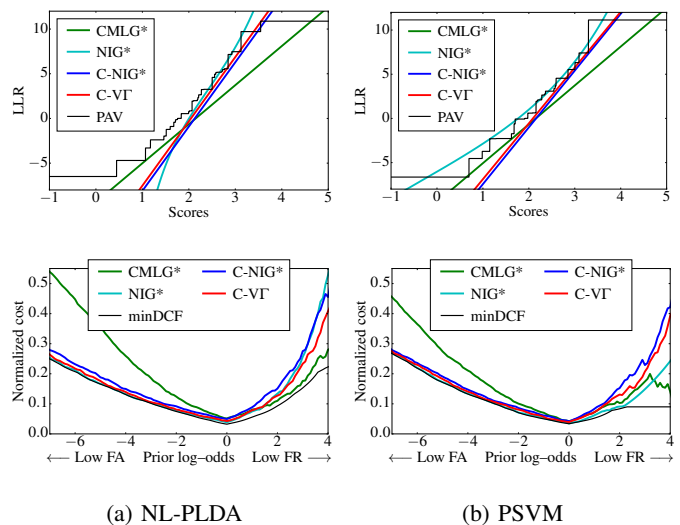 LLR
10
5
0
−5
CMLG*
NIG*
C-NIG*
C-VΓ
PAV
−1 0 1 2 3 4 5
Scores
LLR
10
5
0
−5
CMLG*
NIG*
C-NIG*
C-VΓ
PAV
−1 0 1 2 3 4 5
Scores
Normalized cost
0.5
0.4
0.3
0.2
0.1
0.0
CMLG* C-NIG*
NIG* C-VΓ
minDCF
−6 −4 −2 0 2 4
⟵ Low FA Prior log–odds Low FR ⟶
Normalized cost
0.5
0.4
0.3
0.2
0.1
0.0
CMLG* C-NIG*
NIG* C-VΓ
minDCF
−6 −4 −2 0 2 4
⟵ Low FA Prior log–odds Low FR ⟶
(a) NL-PLDA
(b) PSVM